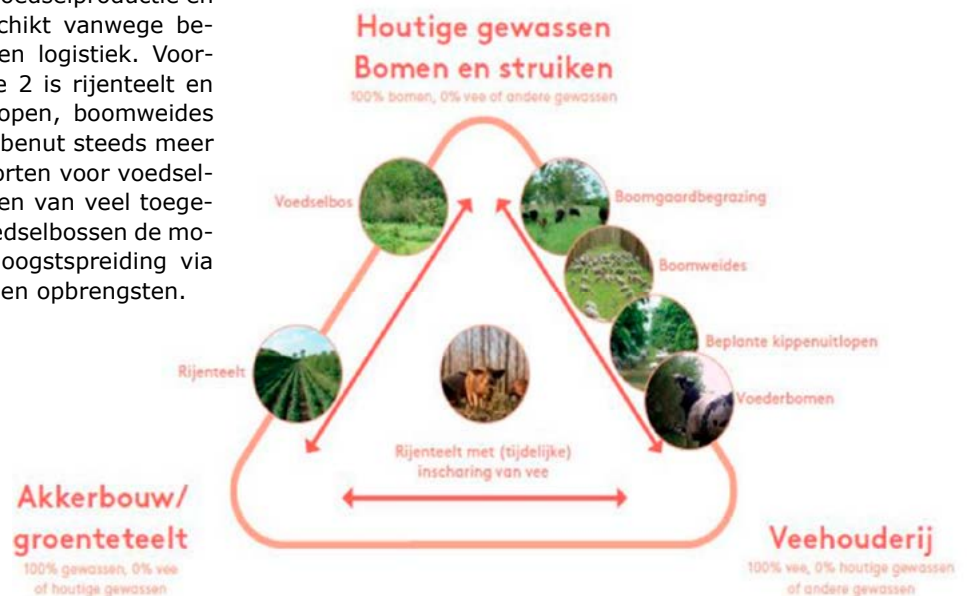 oedselproductie en
chikt vanwege be-
en logistiek. Voor-
e 2 is rijenteelt en
open, boomweides
benut steeds meer
orten voor voedsel-
en van veel toege-
edselbossen de mo-
oogstspreiding via
en opbrengsten.
Houtige gewassen
Bomen en struiken
100% bomen, 0% vee of andere gewassen
Voedselbos
Boomgaardbegrazing
Boomweides
Beplante kippenuitlopen
Rijenteelt
Voederbomen
Rijenteelt met (tijdelijke)
inscharing van vee
Akkerbouw/
groenteteelt
100% gewassen, 0% vee
of houtige gewassen
Veehouderij
100% vee, 0% houtige gewassen
of andere gewassen